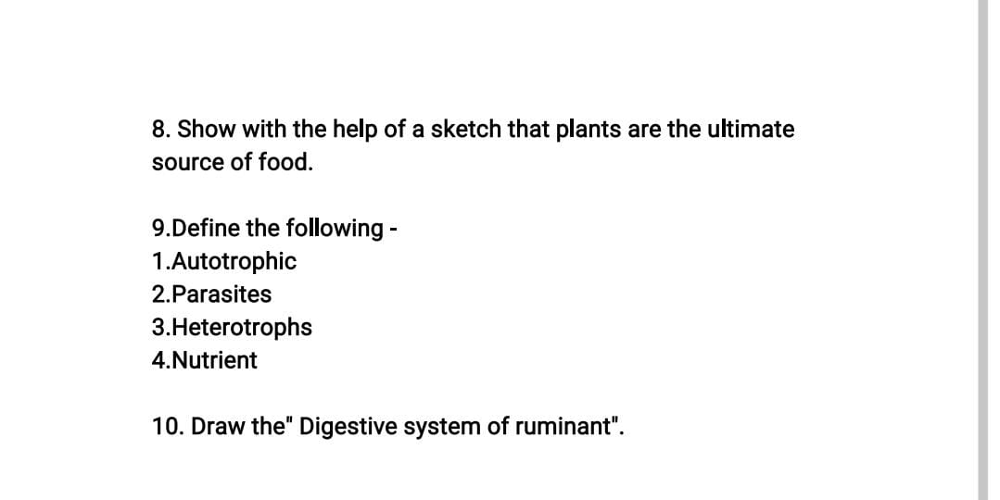 8. Show with the help of a sketch that plants are the ultimate
source of food.
9.Define the following -
1.Autotrophic
2.Parasites
3.Heterotrophs
4.Nutrient
10. Draw the" Digestive system of ruminant".